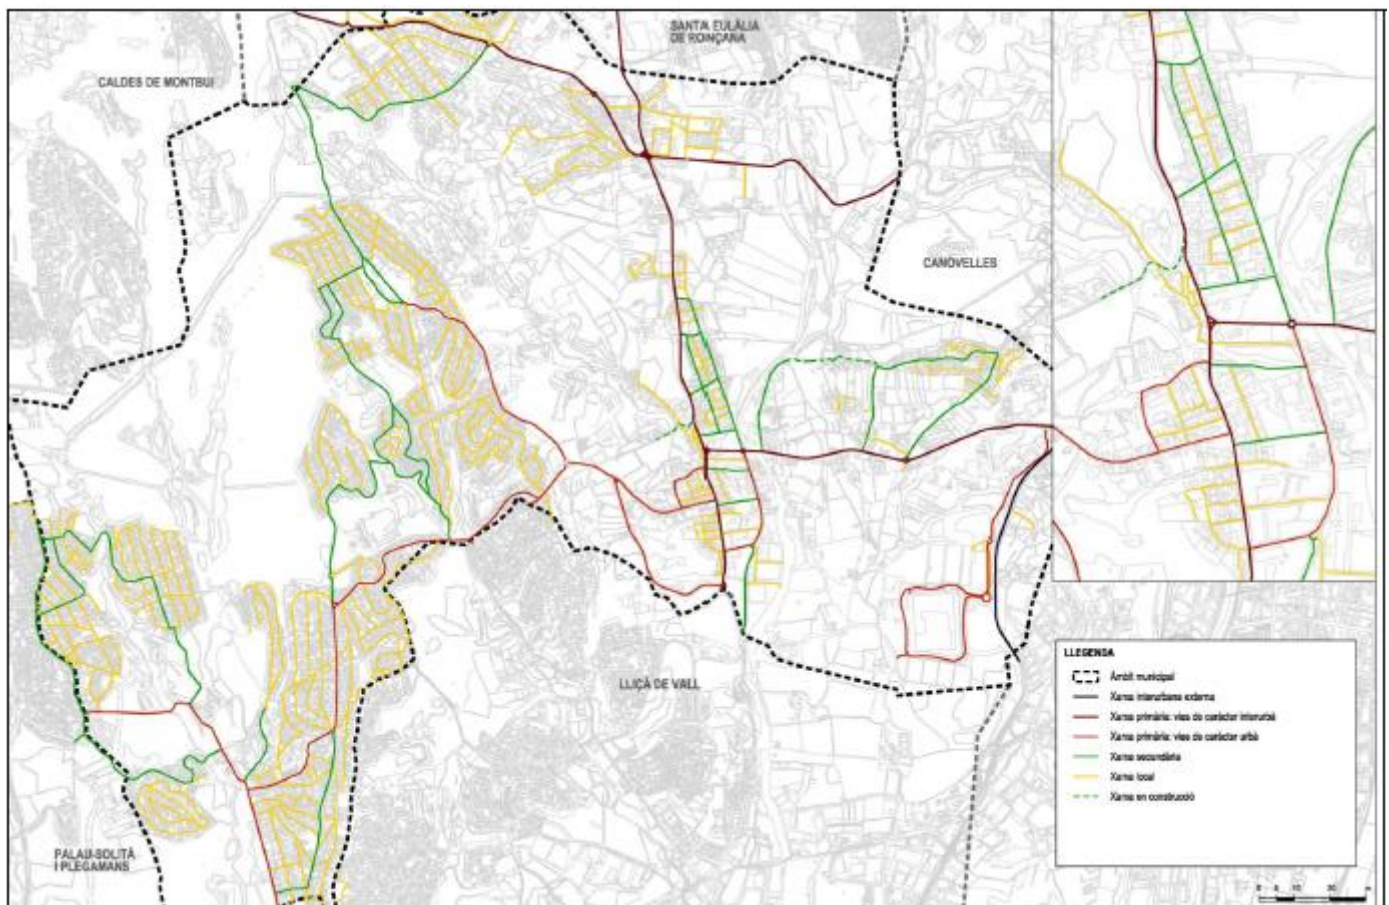 SANTA EULÀLIA
DE RONÇANA
CALDES DE MONTBUI
CANOVELLES
LLIÇÀ DE VALL
PALAU-SOLITÀ
I PLEGAMANS
LLEGENDA
Àmbit municipal
Xarxa interurbana externa
Xarxa primària: vies de caràcter interurbà
Xarxa primària: vies de caràcter urbà
Xarxa secundària
Xarxa local
Xarxa en construcció